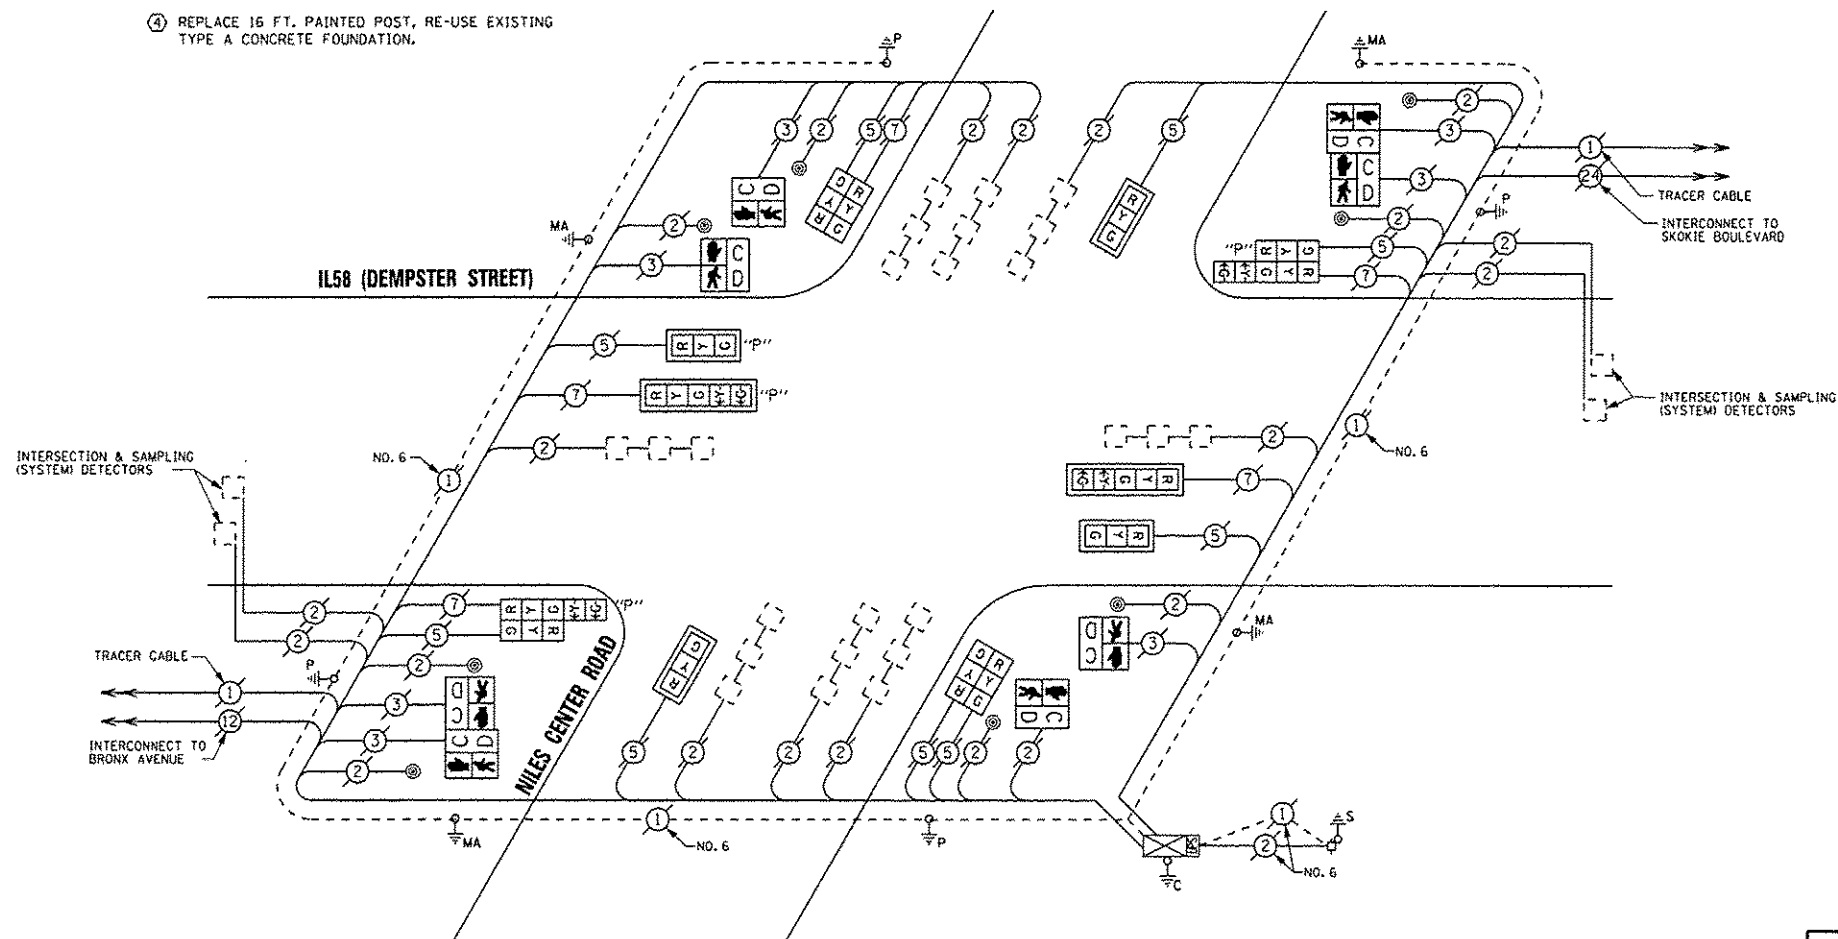 4 REPLACE 16 FT. PAINTED POST, RE-USE EXISTING
TYPE A CONCRETE FOUNDATION.
P
MA
3 2 5 7 2 2 2 5
C D
R Y G
G Y R
R Y G
2
3
C D
MA
2
3
C D
IL58 (DEMPSTER STREET)
2
3
D C
3
C D
2
1
TRACER CABLE
24
INTERCONNECT TO
SKOKIE BOULEVARD
P
"P" R Y G 5
G Y R Y G 7
2
2
INTERSECTION & SAMPLING
(SYSTEM) DETECTORS
5 R Y G "P"
7 R Y G Y G "P"
2
NO. 6
1
INTERSECTION & SAMPLING
(SYSTEM) DETECTORS
2
G Y G Y R 7
G Y R 5
1
NO. 6
2
2
7 R Y G Y G "P"
5 G Y R
2
TRACER CABLE
1
P
3
D C
12
INTERCONNECT TO
BRONX AVENUE
3
C D
2
NILES CENTER ROAD
G Y R
5 2 2 2 5 5 2 2
R Y G
G Y R
D C
2
3
D C
MA
MA
1
NO. 6
P
C
UPS
1
2
S
NO. 6